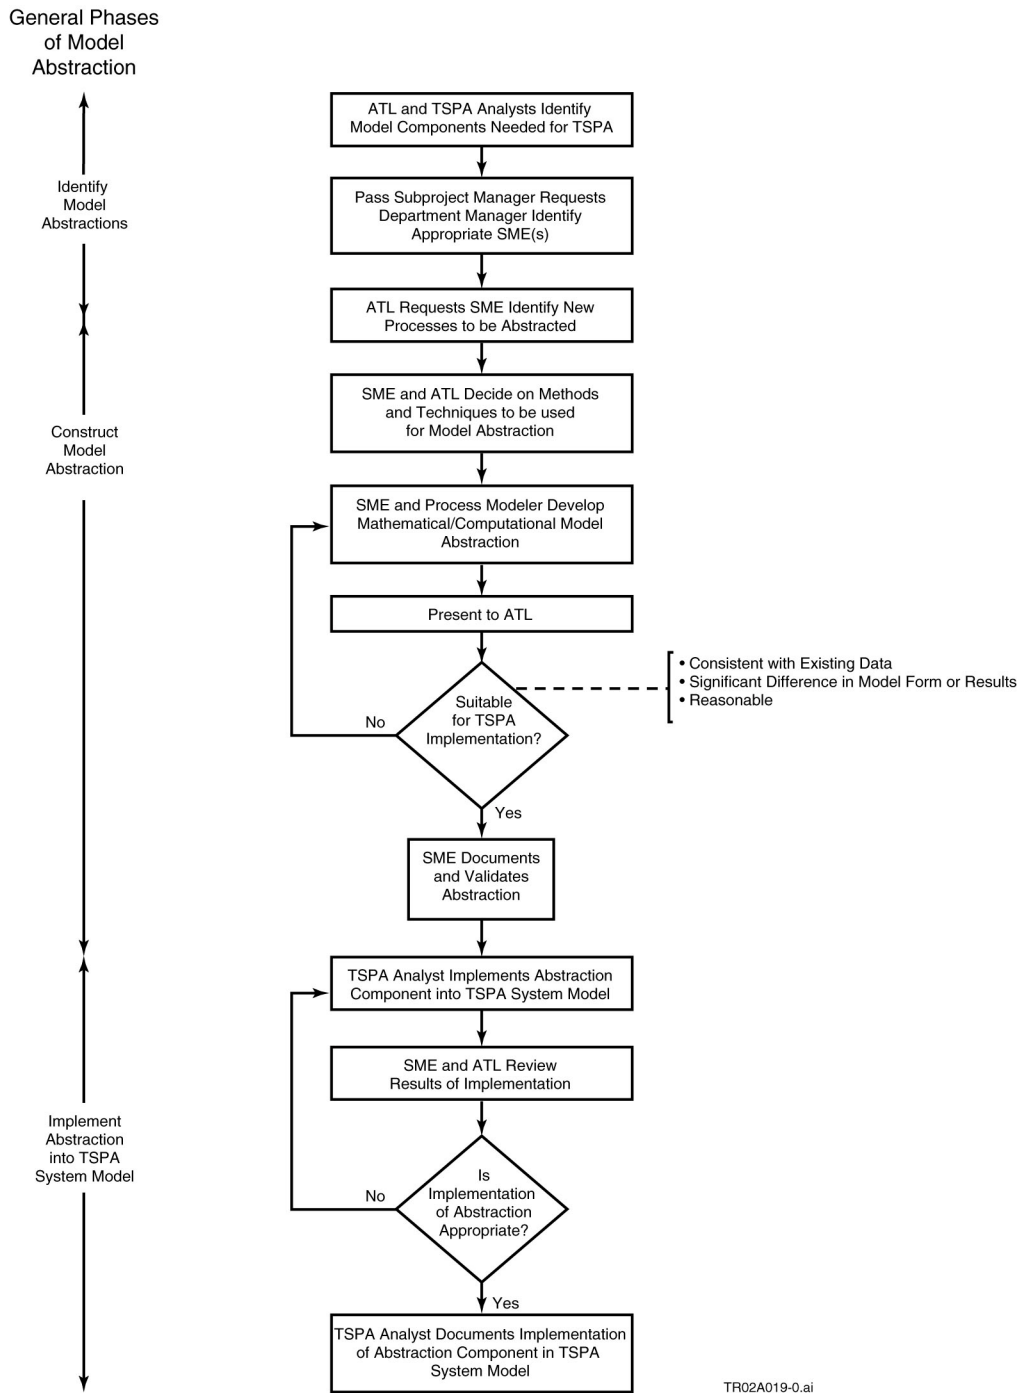 General Phases
of Model
Abstraction
Identify
Model
Abstractions
Construct
Model
Abstraction
Implement
Abstraction
into TSPA
System Model
ATL and TSPA Analysts Identify
Model Components Needed for TSPA
Pass Subproject Manager Requests
Department Manager Identify
Appropriate SME(s)
ATL Requests SME Identify New
Processes to be Abstracted
SME and ATL Decide on Methods
and Techniques to be used
for Model Abstraction
SME and Process Modeler Develop
Mathematical/Computational Model
Abstraction
Present to ATL
Suitable
for TSPA
Implementation?
No
• Consistent with Existing Data
• Significant Difference in Model Form or Results
• Reasonable
Yes
SME Documents
and Validates
Abstraction
TSPA Analyst Implements Abstraction
Component into TSPA System Model
SME and ATL Review
Results of Implementation
Is
Implementation
of Abstraction
Appropriate?
No
Yes
TSPA Analyst Documents Implementation
of Abstraction Component in TSPA
System Model
TR02A019-0.ai